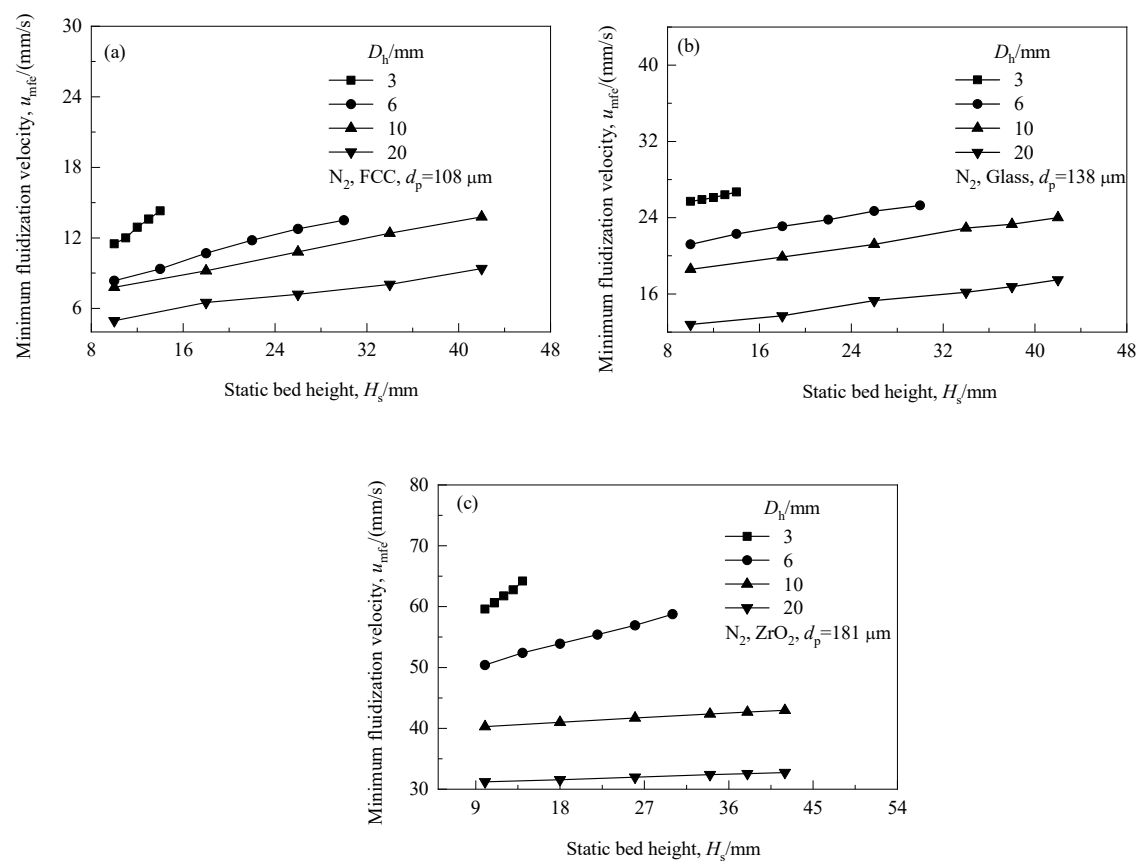 (a)
D_h/mm
3
6
10
20
N_2, FCC, d_p=108 μm
30
24
18
12
6
8 16 24 32 40 48
Minimum fluidization velocity, u_mfe/(mm/s)
Static bed height, H_s/mm
(b)
D_h/mm
3
6
10
20
N_2, Glass, d_p=138 μm
40
32
24
16
8 16 24 32 40 48
Minimum fluidization velocity, u_mfe/(mm/s)
Static bed height, H_s/mm
(c)
D_h/mm
3
6
10
20
N_2, ZrO_2, d_p=181 μm
80
70
60
50
40
30
9 18 27 36 45 54
Minimum fluidization velocity, u_mfe/(mm/s)
Static bed height, H_s/mm